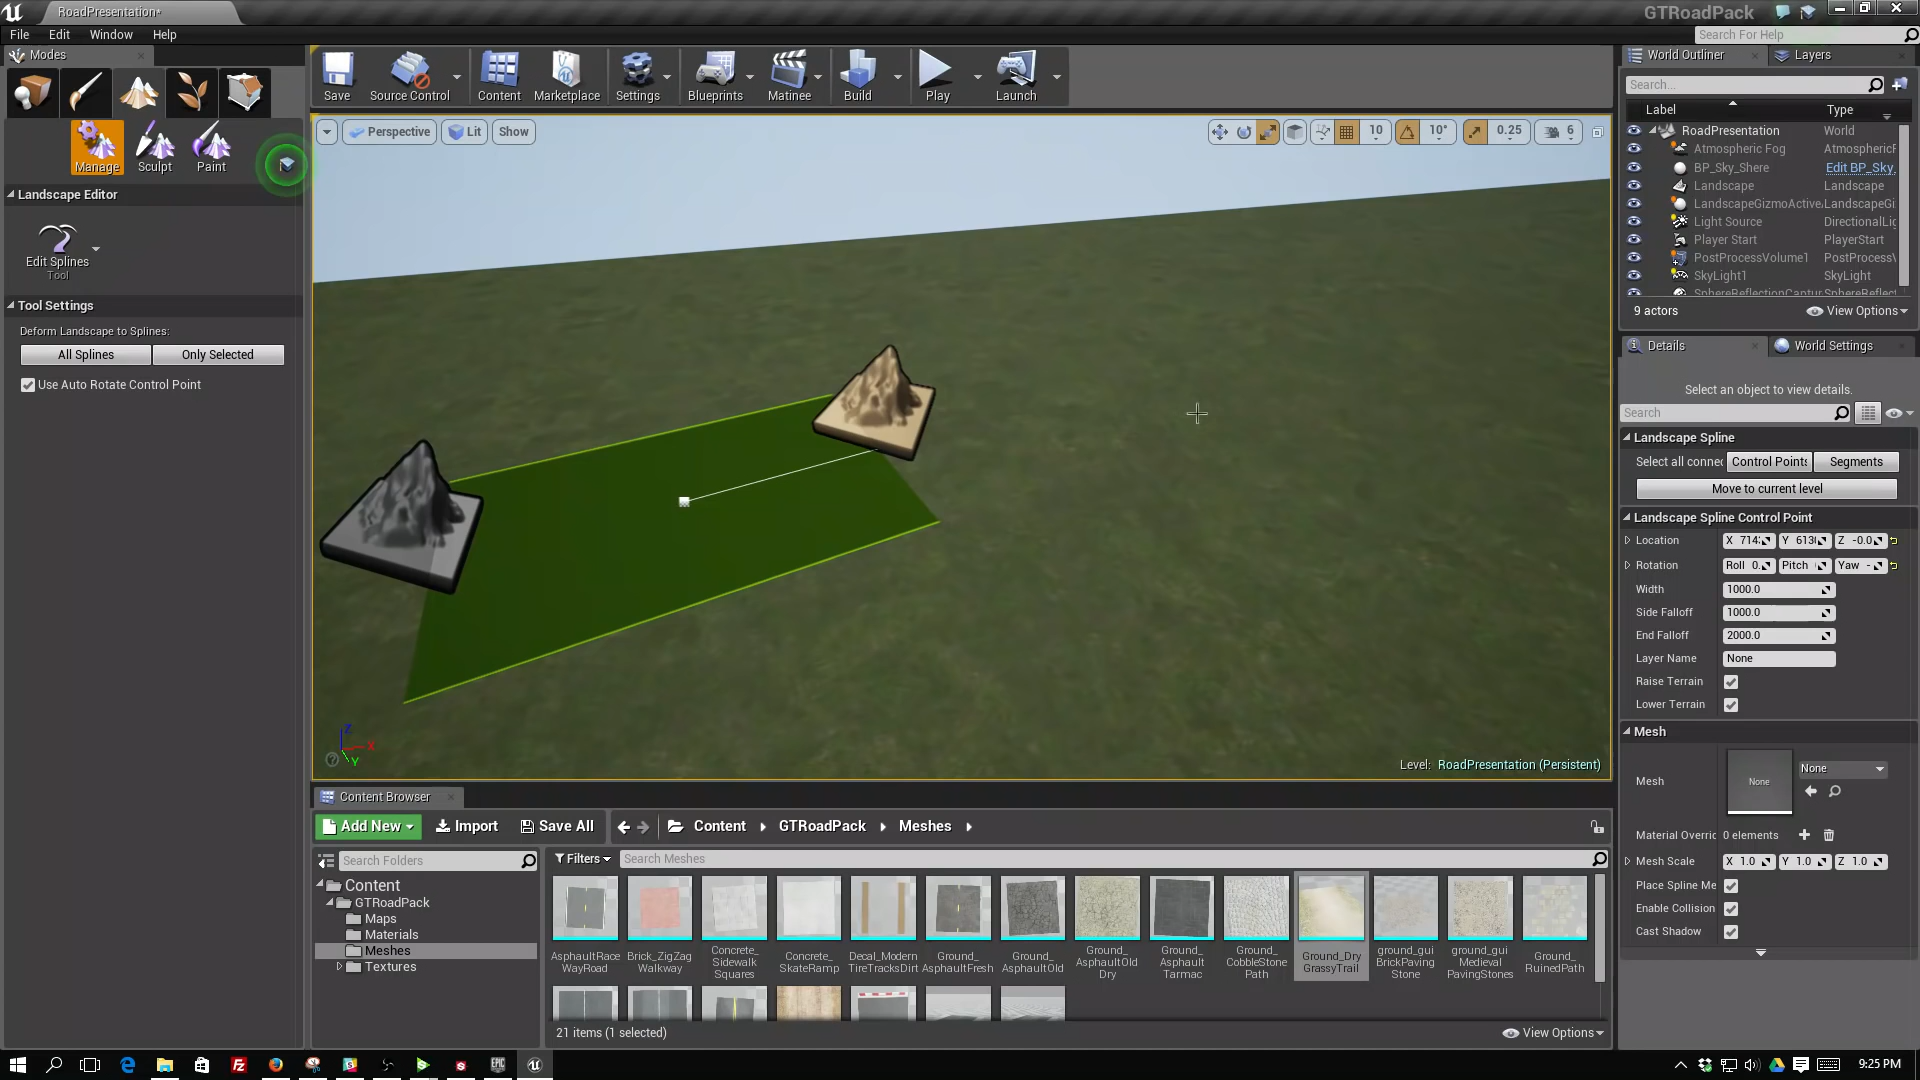 RoadPresentation*
GTRoadPack
File Edit Window Help
Search For Help
Modes
Save
Source Control
Content
Marketplace
Settings
Blueprints
Matinee
Build
Play
Launch
World Outliner
Layers
Search...
Label Type
RoadPresentation World
Atmospheric Fog
BP_Sky_Shere Edit BP_Sky_
Landscape Landscape
LandscapeGizmoActive LandscapeGi
Light Source DirectionalLig
Player Start PlayerStart
PostProcessVolume1 PostProcessV
SkyLight1 SkyLight
SphereReflectionCaptur SphereReflect
9 actors
View Options
Manage
Sculpt
Paint
Perspective
Lit
Show
10
10°
0.25
6
Landscape Editor
Edit Splines
Tool
Tool Settings
Deform Landscape to Splines:
All Splines
Only Selected
Use Auto Rotate Control Point
Z
X
Y
Level: RoadPresentation (Persistent)
Details
World Settings
Select an object to view details.
Search
Landscape Spline
Select all connec Control Points Segments
Move to current level
Landscape Spline Control Point
Location X 714 Y 613 Z -0.0
Rotation Roll 0. Pitch Yaw -
Width 1000.0
Side Falloff 1000.0
End Falloff 2000.0
Layer Name None
Raise Terrain
Lower Terrain
Mesh
Mesh None None
Material Overric 0 elements
Mesh Scale X 1.0 Y 1.0 Z 1.0
Place Spline Me
Enable Collision
Cast Shadow
Content Browser
Add New
Import
Save All
Content
GTRoadPack
Meshes
Search Folders
Filters
Search Meshes
Content
GTRoadPack
Maps
Materials
Meshes
Textures
AsphaltRace
WayRoad
Brick_ZigZag
Walkway
Concrete_
Sidewalk
Squares
Concrete_
SkateRamp
Decal_Modern
TireTracksDirt
Ground_
AsphaltFresh
Ground_
AsphaltOld
Ground_
AsphaltOld
Dry
Ground_
Asphalt
Tarmac
Ground_
CobbleStone
Path
Ground_Dry
GrassyTrail
ground_gui
BrickPaving
Stone
ground_gui
Medieval
PavingStones
Ground_
RuinedPath
21 items (1 selected)
View Options
9:25 PM